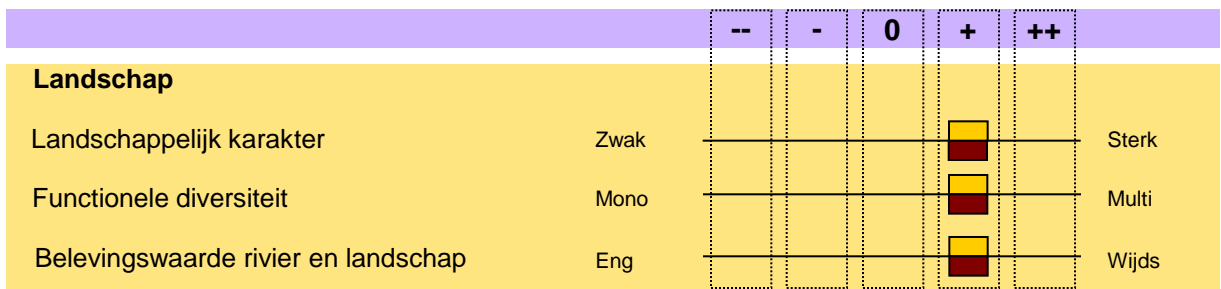 -- - 0 + ++
Landschap
Landschappelijk karakter Zwak Sterk
Functionele diversiteit Mono Multi
Belevingswaarde rivier en landschap Eng Wijds